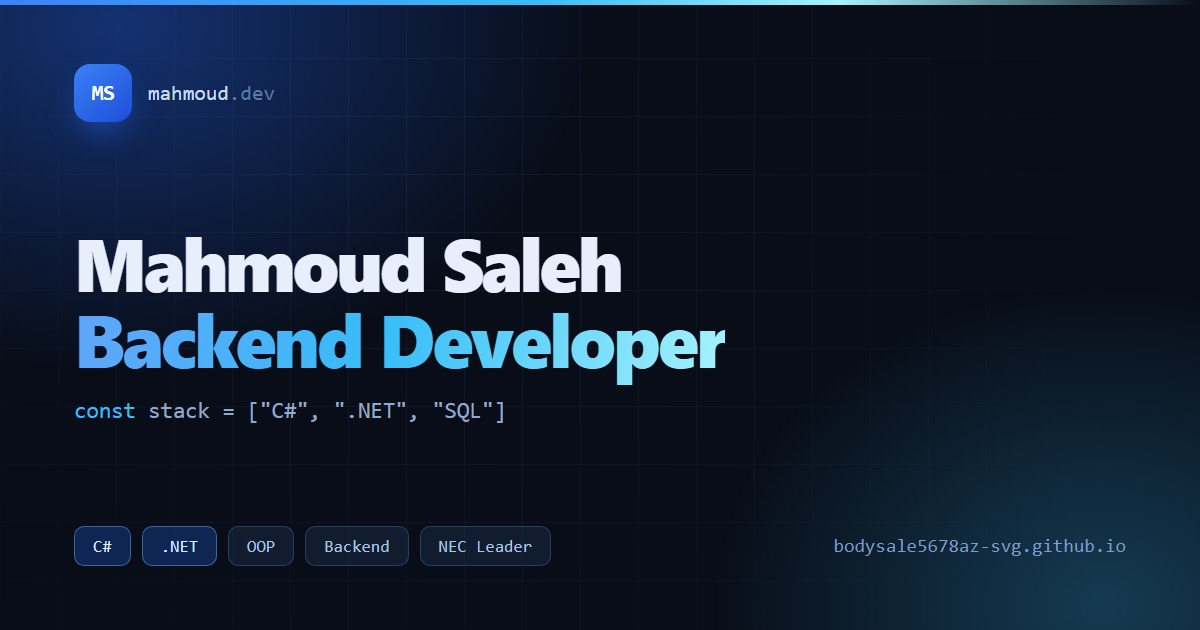 MS mahmoud.dev
Mahmoud Saleh
Backend Developer
const stack = ["C#", ".NET", "SQL"]
C# .NET OOP Backend NEC Leader bodysale5678az-svg.github.io